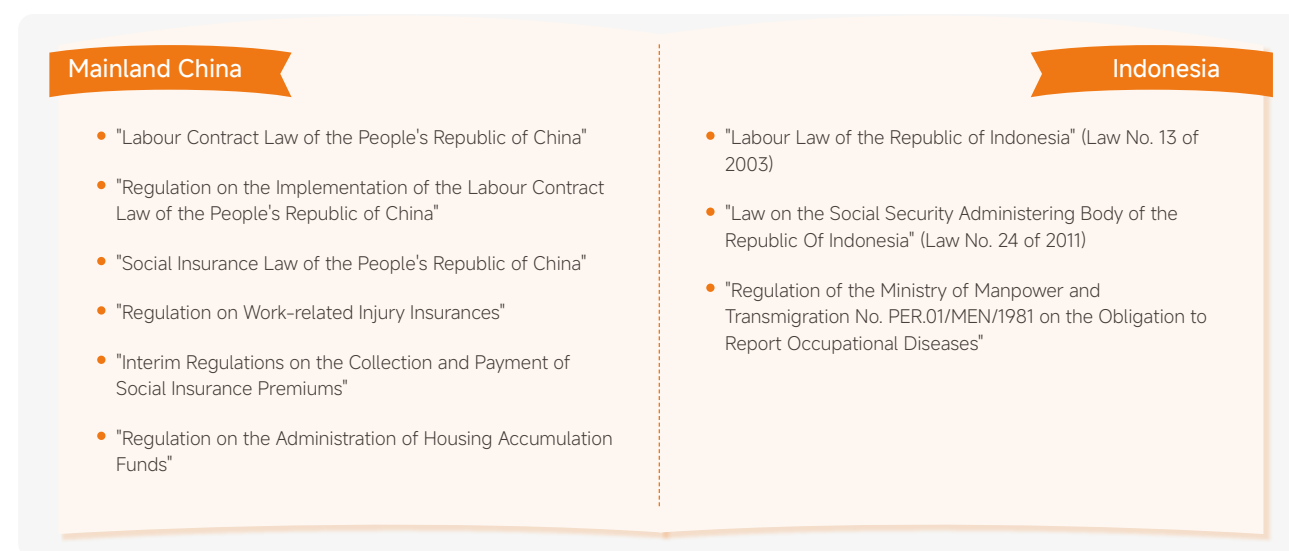 Mainland China
• "Labour Contract Law of the People's Republic of China"
• "Regulation on the Implementation of the Labour Contract
Law of the People's Republic of China"
• "Social Insurance Law of the People's Republic of China"
• "Regulation on Work-related Injury Insurances"
• "Interim Regulations on the Collection and Payment of
Social Insurance Premiums"
• "Regulation on the Administration of Housing Accumulation
Funds"
Indonesia
• "Labour Law of the Republic of Indonesia" (Law No. 13 of
2003)
• "Law on the Social Security Administering Body of the
Republic Of Indonesia" (Law No. 24 of 2011)
• "Regulation of the Ministry of Manpower and
Transmigration No. PER.01/MEN/1981 on the Obligation to
Report Occupational Diseases"